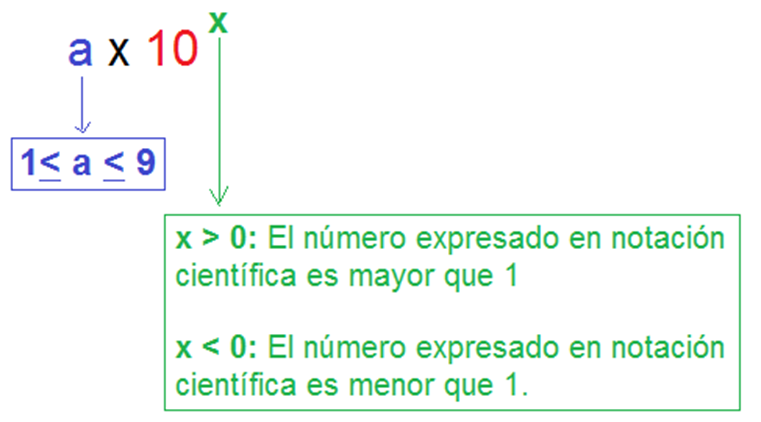 a x 10 x
1≤ a ≤ 9
x > 0: El número expresado en notación
científica es mayor que 1
x < 0: El número expresado en notación
científica es menor que 1.